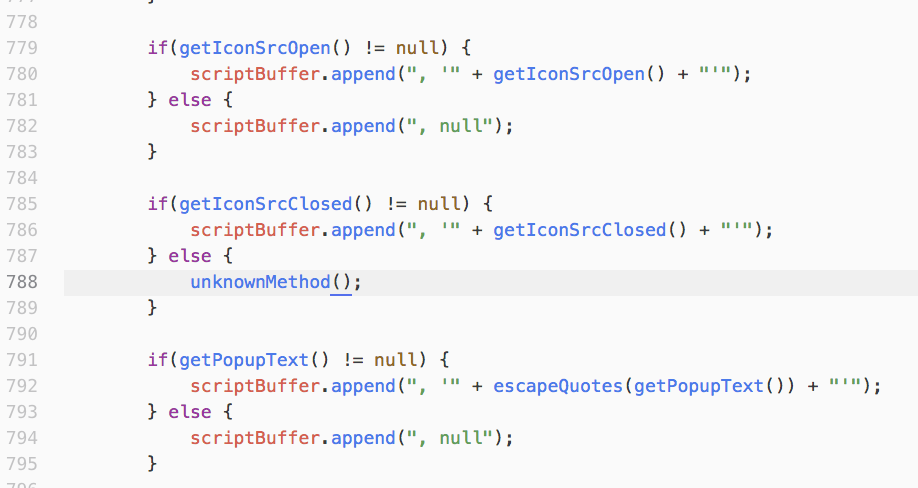 778
779 if(getIconSrcOpen() != null) {
780 scriptBuffer.append(", '" + getIconSrcOpen() + "'");
781 } else {
782 scriptBuffer.append(", null");
783 }
784
785 if(getIconSrcClosed() != null) {
786 scriptBuffer.append(", '" + getIconSrcClosed() + "'");
787 } else {
788 unknownMethod();
789 }
790
791 if(getPopupText() != null) {
792 scriptBuffer.append(", '" + escapeQuotes(getPopupText()) + "'");
793 } else {
794 scriptBuffer.append(", null");
795 }